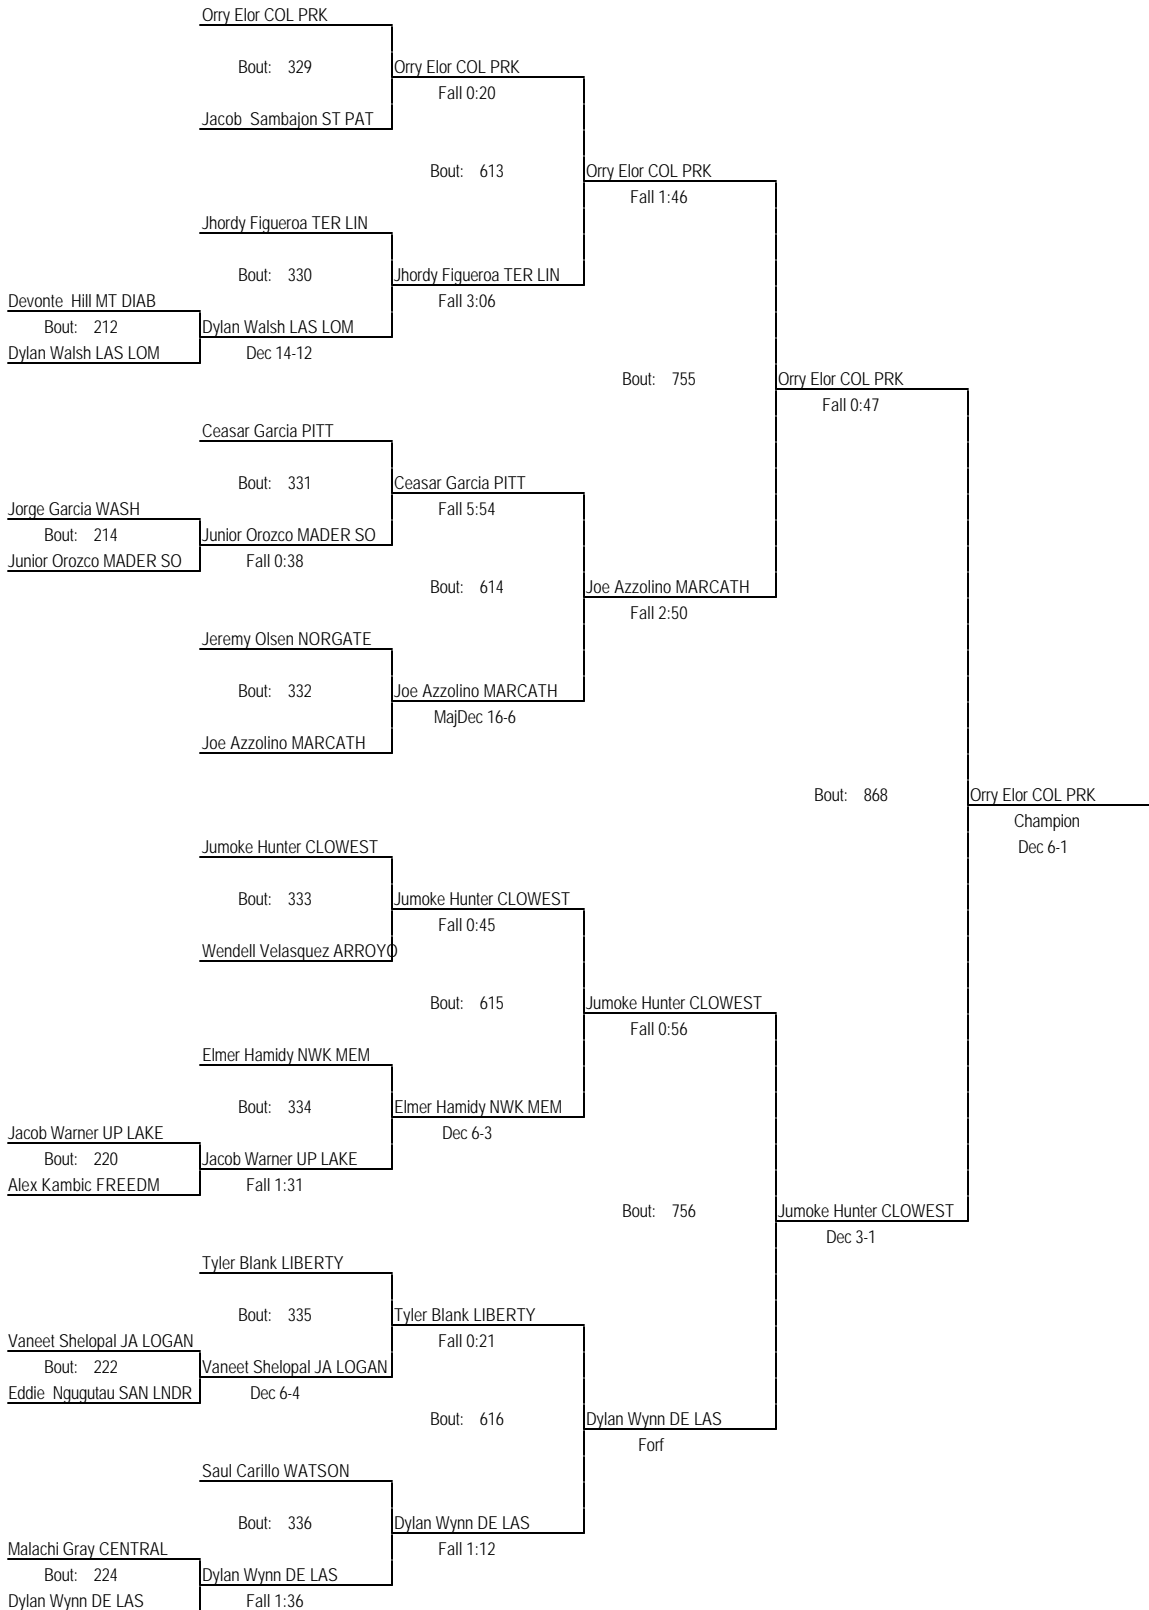 Orry Elor COL PRK
Bout: 329
Orry Elor COL PRK
Fall 0:20
Jacob Sambajon ST PAT
Bout: 613
Orry Elor COL PRK
Fall 1:46
Jhordy Figueroa TER LIN
Bout: 330
Jhordy Figueroa TER LIN
Devonte Hill MT DIAB
Fall 3:06
Bout: 212
Dylan Walsh LAS LOM
Dylan Walsh LAS LOM
Dec 14-12
Bout: 755
Orry Elor COL PRK
Fall 0:47
Ceasar Garcia PITT
Bout: 331
Ceasar Garcia PITT
Jorge Garcia WASH
Fall 5:54
Bout: 214
Junior Orozco MADER SO
Junior Orozco MADER SO
Fall 0:38
Bout: 614
Joe Azzolino MARCATH
Fall 2:50
Jeremy Olsen NORGATE
Bout: 332
Joe Azzolino MARCATH
MajDec 16-6
Joe Azzolino MARCATH
Bout: 868
Orry Elor COL PRK
Champion
Dec 6-1
Jumoke Hunter CLOWEST
Bout: 333
Jumoke Hunter CLOWEST
Fall 0:45
Wendell Velasquez ARROYO
Bout: 615
Jumoke Hunter CLOWEST
Fall 0:56
Elmer Hamidy NWK MEM
Bout: 334
Elmer Hamidy NWK MEM
Jacob Warner UP LAKE
Dec 6-3
Bout: 220
Jacob Warner UP LAKE
Alex Kambic FREEDM
Fall 1:31
Bout: 756
Jumoke Hunter CLOWEST
Dec 3-1
Tyler Blank LIBERTY
Bout: 335
Tyler Blank LIBERTY
Vaneet Shelopal JA LOGAN
Fall 0:21
Bout: 222
Vaneet Shelopal JA LOGAN
Eddie Ngugutau SAN LNDR
Dec 6-4
Bout: 616
Dylan Wynn DE LAS
Forf
Saul Carillo WATSON
Bout: 336
Dylan Wynn DE LAS
Malachi Gray CENTRAL
Fall 1:12
Bout: 224
Dylan Wynn DE LAS
Dylan Wynn DE LAS
Fall 1:36